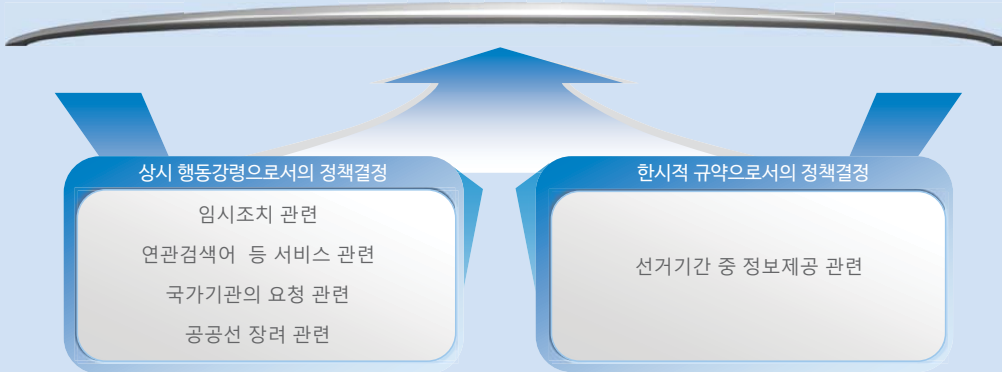 상시 행동강령으로서의 정책결정
임시조치 관련
연관검색어 등 서비스 관련
국가기관의 요청 관련
공공선 장려 관련
한시적 규약으로서의 정책결정
선거기간 중 정보제공 관련